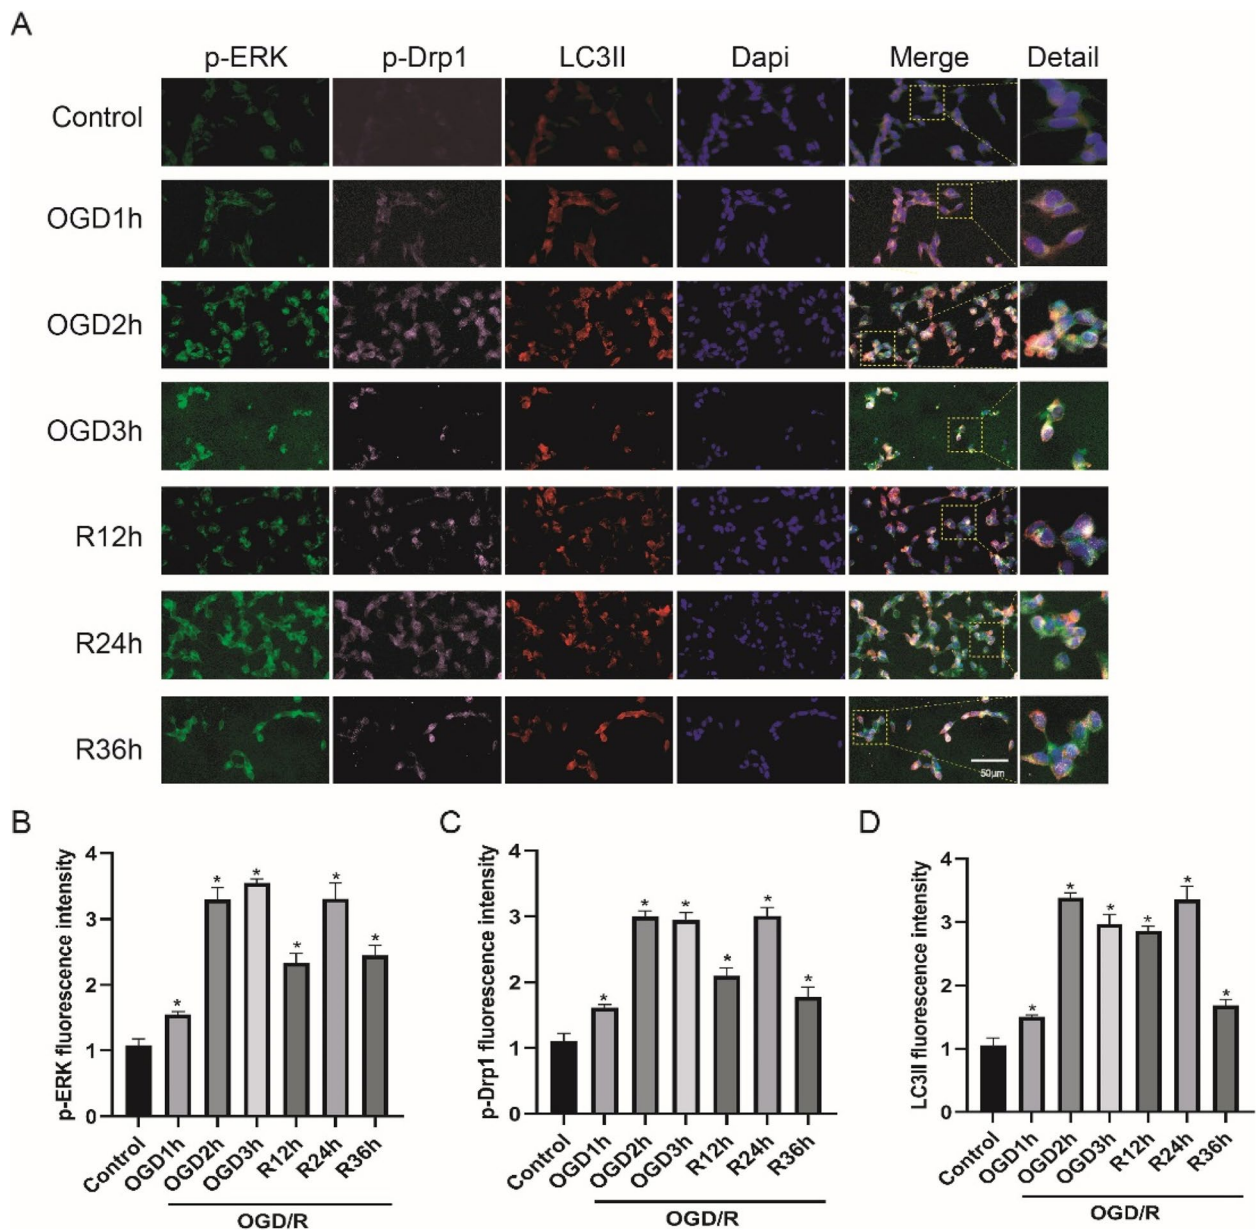 A
p-ERK p-Drp1 LC3II Dapi Merge Detail
Control
OGD1h
OGD2h
OGD3h
R12h
R24h
R36h
50μm
B
p-ERK fluorescence intensity
4
3
2
1
0
* * * * * *
Control OGD1h OGD2h OGD3h R12h R24h R36h
OGD/R
C
p-Drp1 fluorescence intensity
4
3
2
1
0
* * * * * *
Control OGD1h OGD2h OGD3h R12h R24h R36h
OGD/R
D
LC3II fluorescence intensity
4
3
2
1
0
* * * * * *
Control OGD1h OGD2h OGD3h R12h R24h R36h
OGD/R